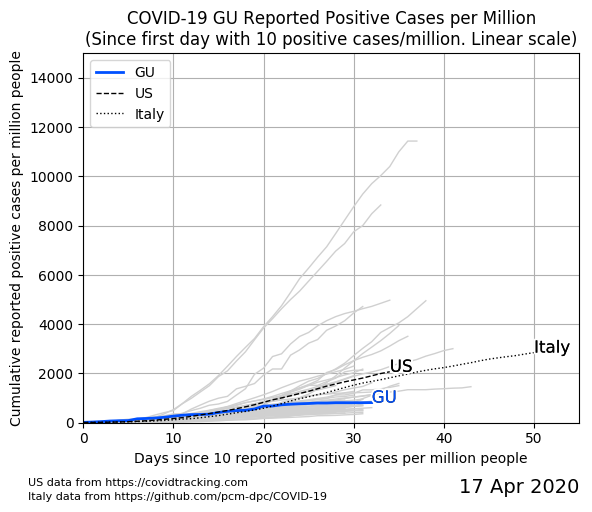 COVID-19 GU Reported Positive Cases per Million
(Since first day with 10 positive cases/million. Linear scale)
Cumulative reported positive cases per million people
14000
12000
10000
8000
6000
4000
2000
0
GU
US
Italy
Italy
US
GU
0
10
20
30
40
50
Days since 10 reported positive cases per million people
US data from https://covidtracking.com
Italy data from https://github.com/pcm-dpc/COVID-19
17 Apr 2020